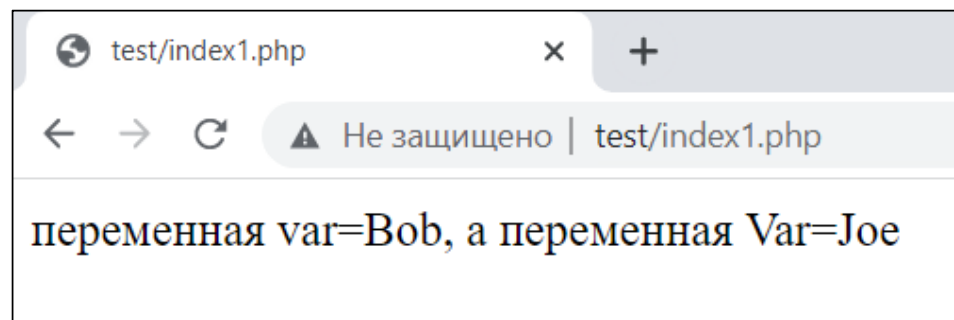 test/index1.php
Не защищено | test/index1.php
переменная var=Bob, а переменная Var=Joe